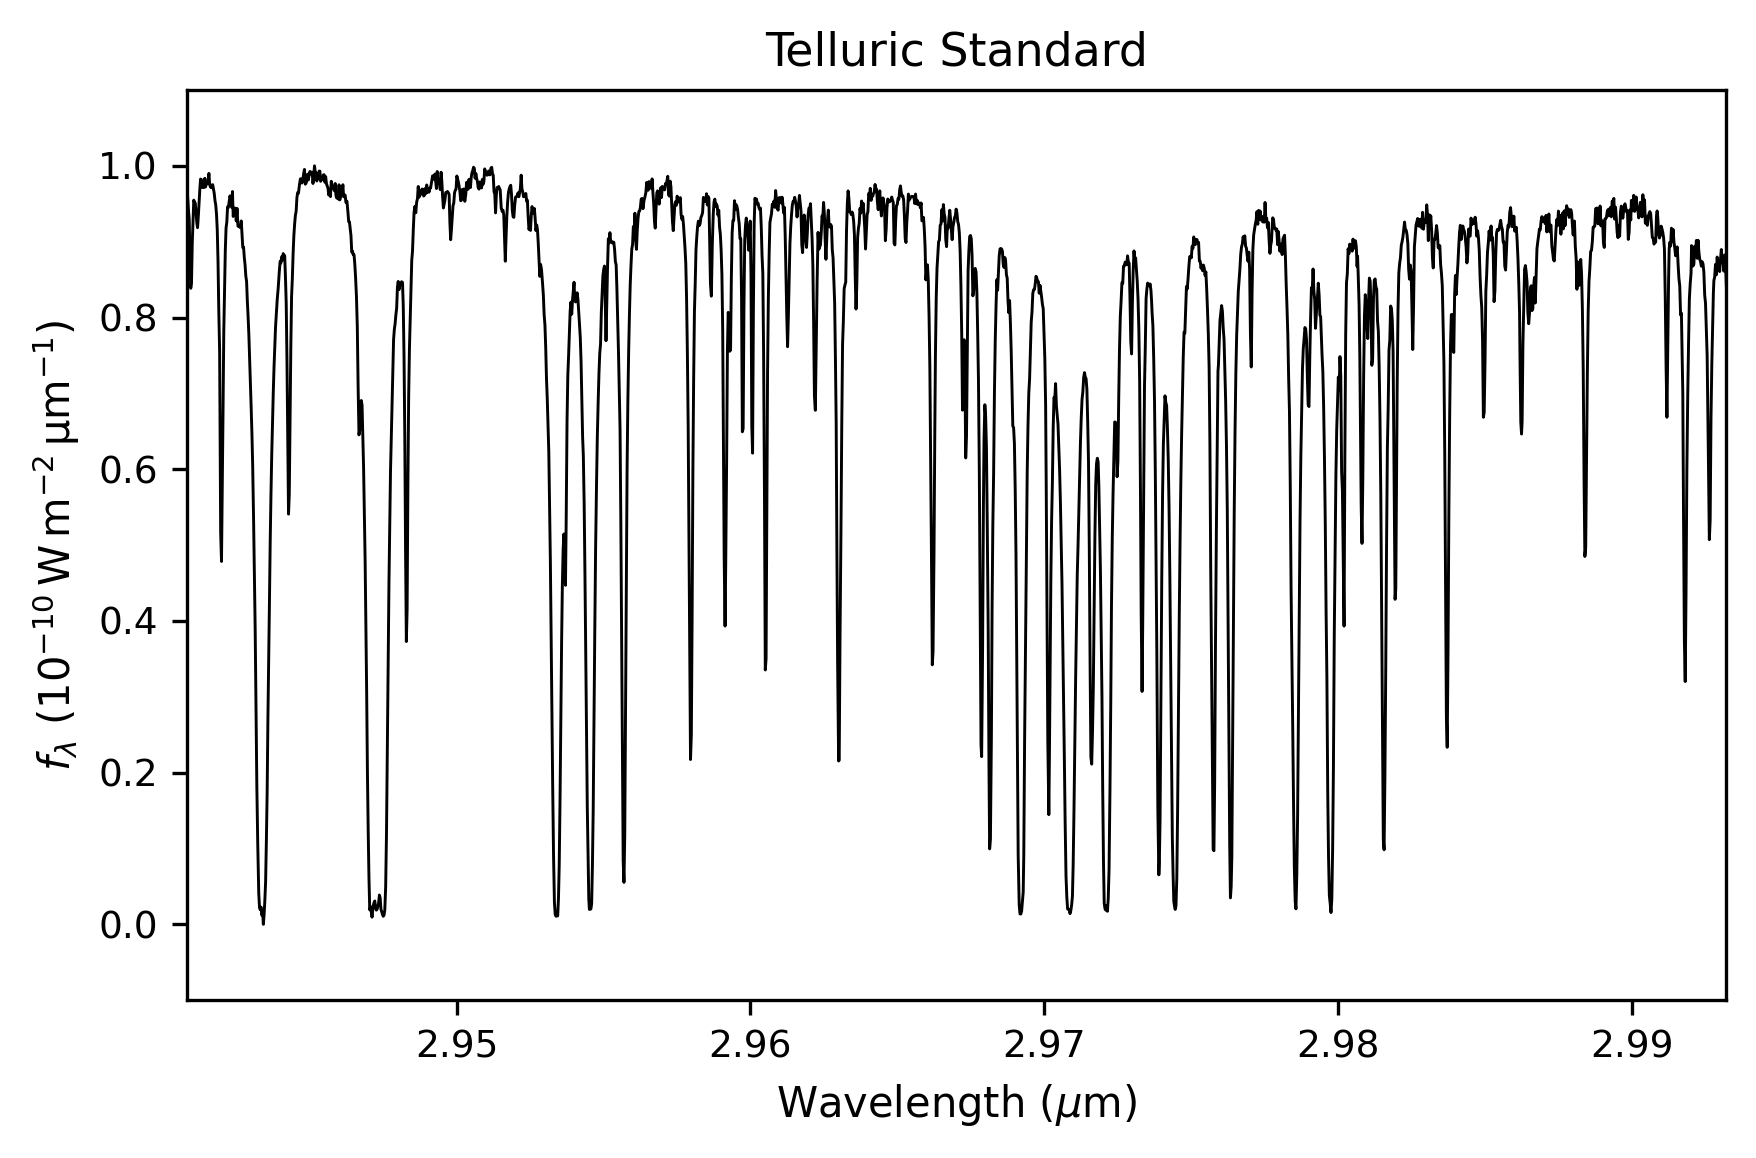 Telluric Standard
f_λ (10⁻¹⁰ W m⁻² μm⁻¹)
1.0
0.8
0.6
0.4
0.2
0.0
2.95 2.96 2.97 2.98 2.99
Wavelength (μm)